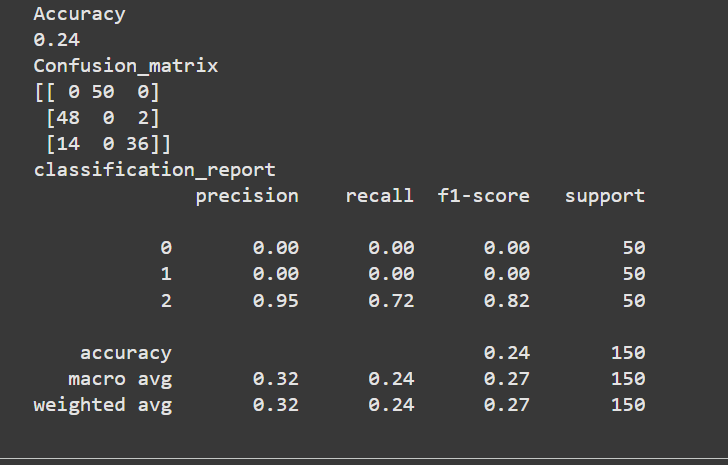 Accuracy
0.24
Confusion_matrix
[[ 0 50  0]
 [48  0  2]
 [14  0 36]]
classification_report
              precision    recall  f1-score   support

           0       0.00      0.00      0.00        50
           1       0.00      0.00      0.00        50
           2       0.95      0.72      0.82        50

    accuracy                           0.24       150
   macro avg       0.32      0.24      0.27       150
weighted avg       0.32      0.24      0.27       150